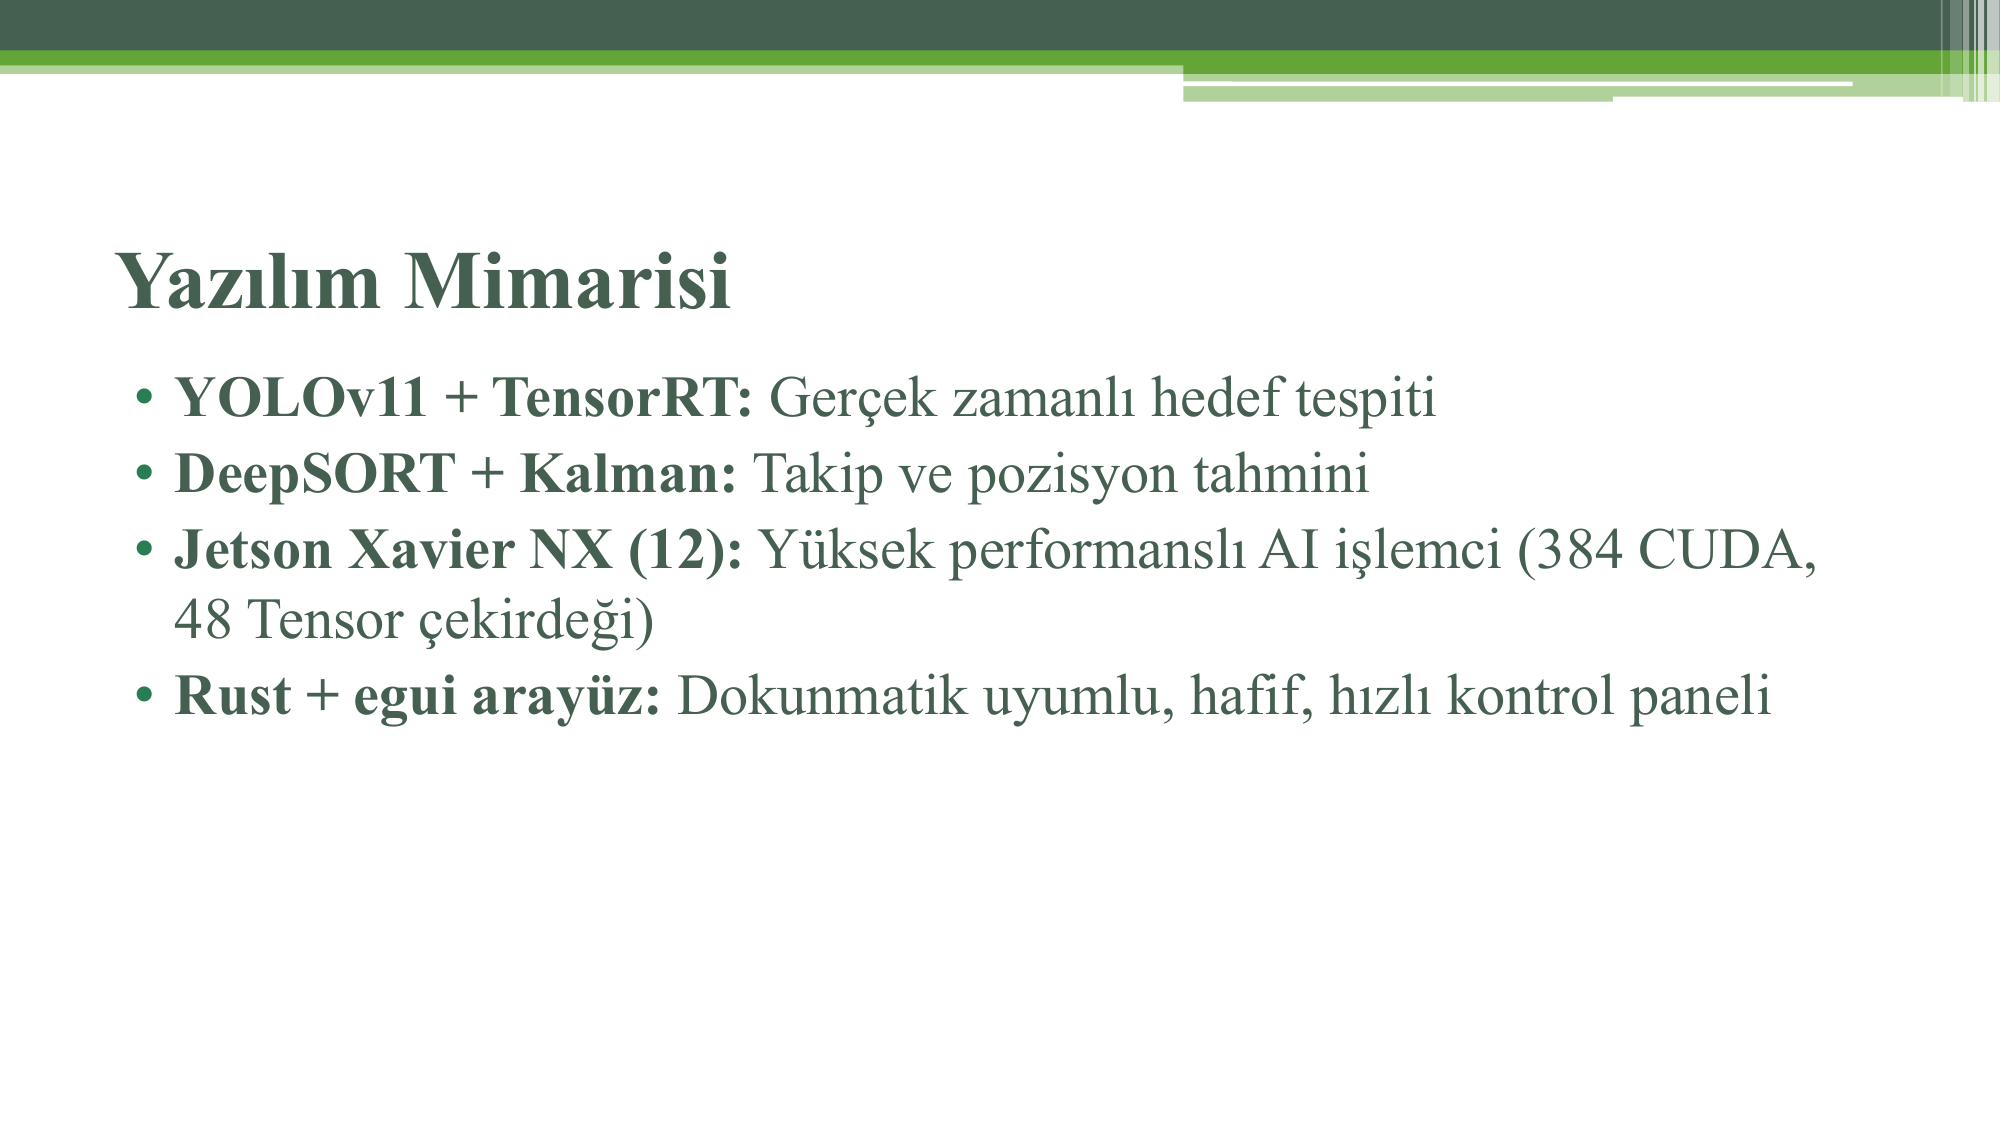 Yazılım Mimarisi
• YOLOv11 + TensorRT: Gerçek zamanlı hedef tespiti
• DeepSORT + Kalman: Takip ve pozisyon tahmini
• Jetson Xavier NX (12): Yüksek performanslı AI işlemci (384 CUDA,
48 Tensor çekirdeği)
• Rust + egui arayüz: Dokunmatik uyumlu, hafif, hızlı kontrol paneli